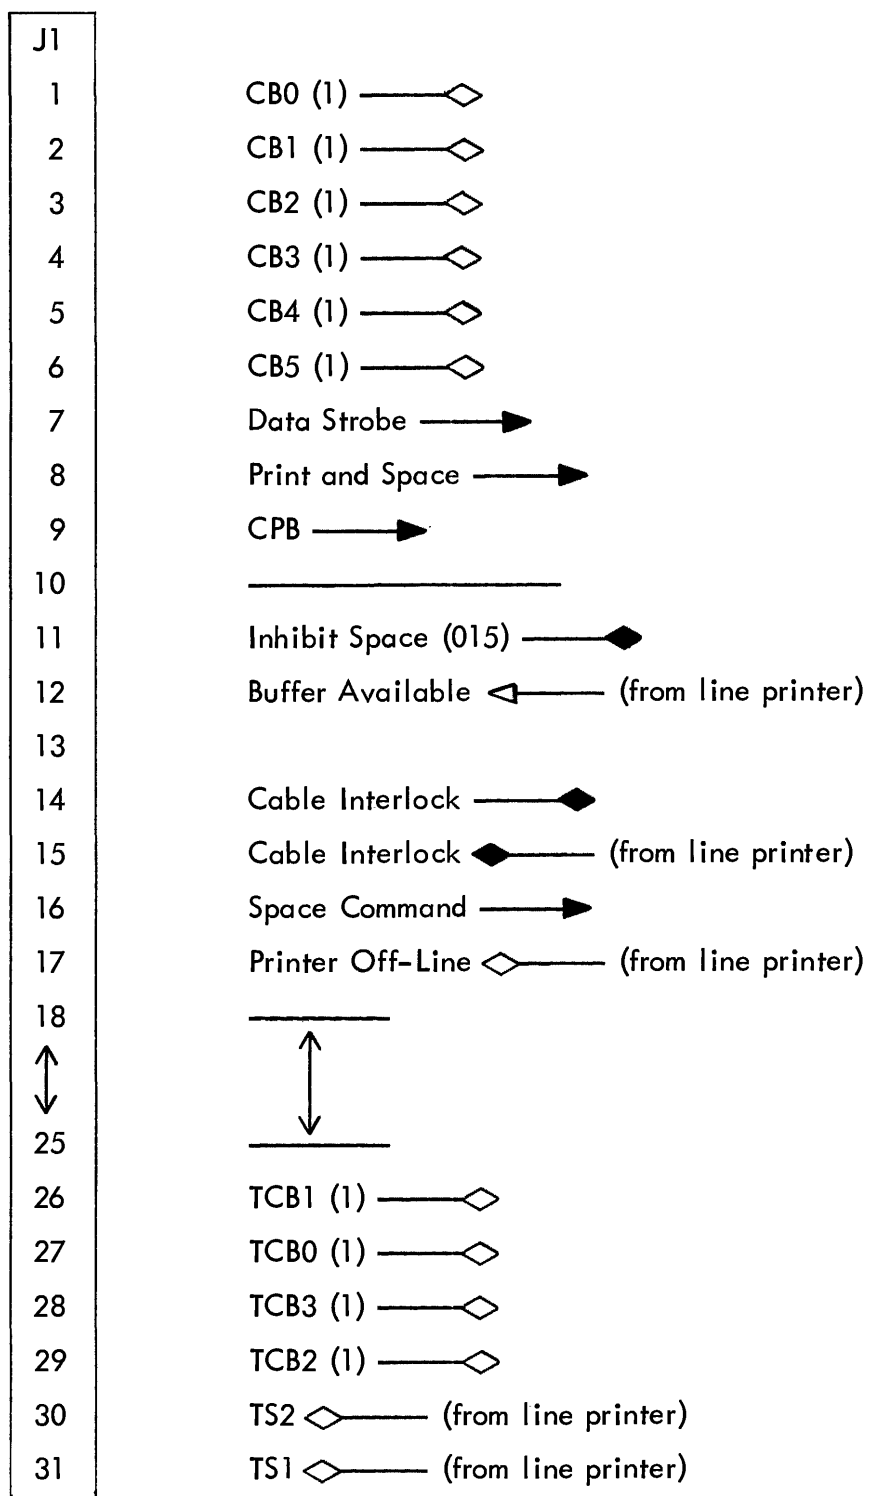 J1
1 CB0 (1)
2 CB1 (1)
3 CB2 (1)
4 CB3 (1)
5 CB4 (1)
6 CB5 (1)
7 Data Strobe
8 Print and Space
9 CPB
10
11 Inhibit Space (015)
12 Buffer Available (from line printer)
13
14 Cable Interlock
15 Cable Interlock (from line printer)
16 Space Command
17 Printer Off-Line (from line printer)
18
25
26 TCB1 (1)
27 TCB0 (1)
28 TCB3 (1)
29 TCB2 (1)
30 TS2 (from line printer)
31 TS1 (from line printer)